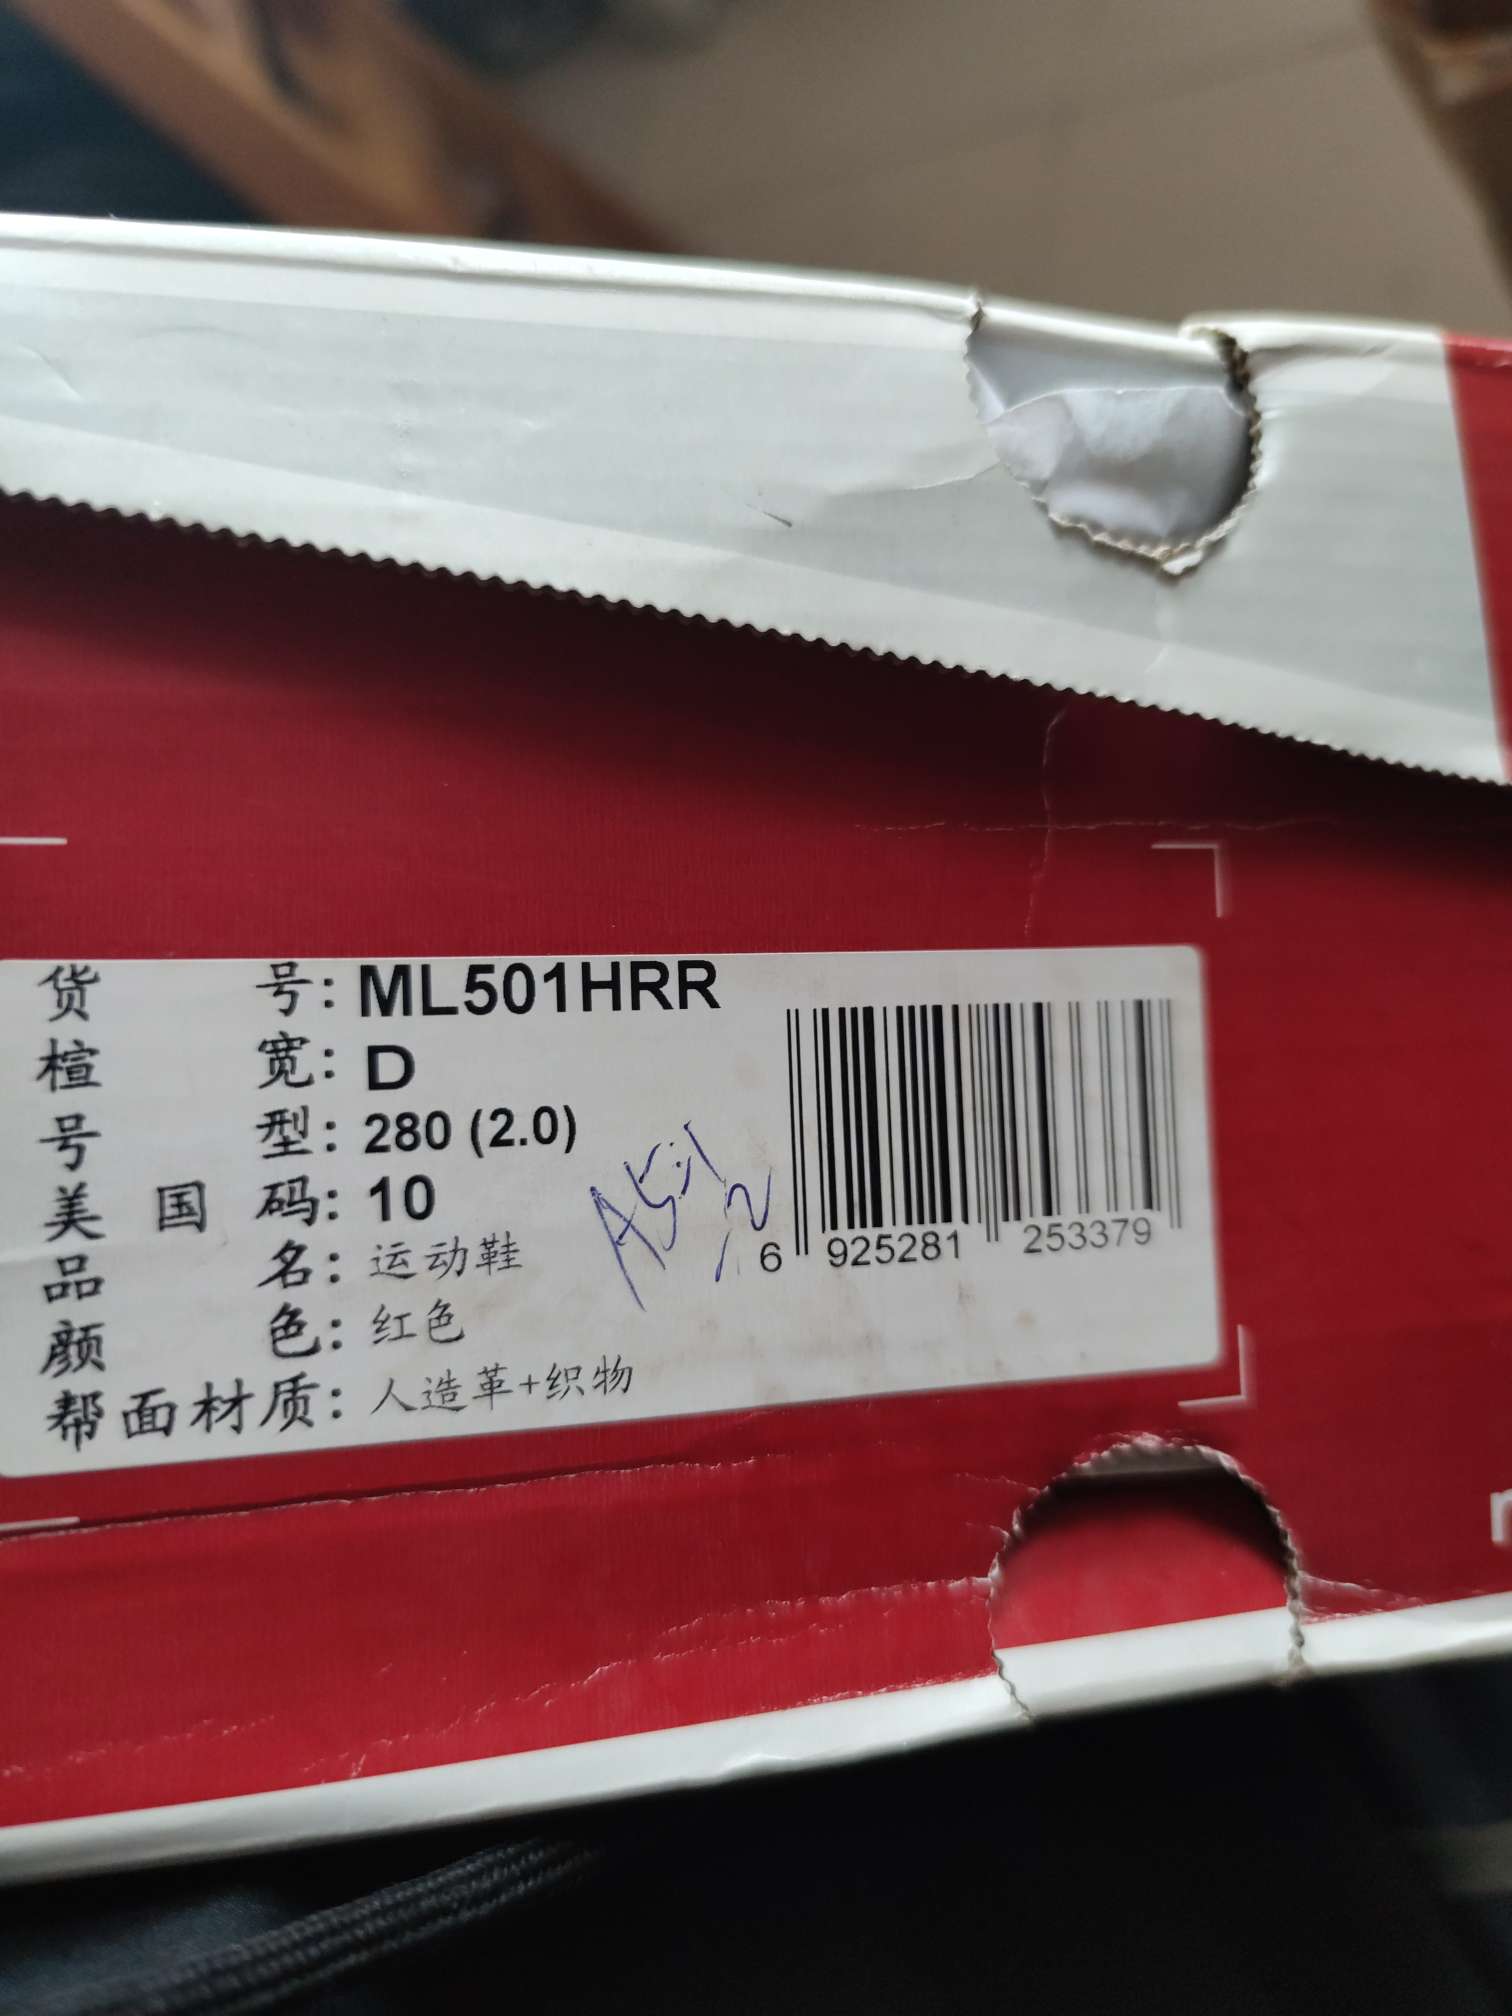 货 号: ML501HRR
楦 宽: D
号 型: 280 (2.0)
美 国 码: 10
品 名: 运动鞋
颜 色: 红色
帮面材质: 人造革+织物
6 925281 253379